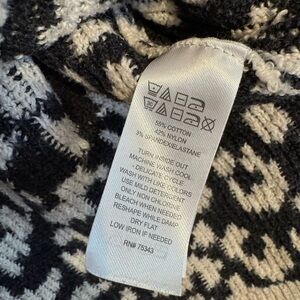 55% COTTON
42% NYLON
3% SPANDEX/ELASTANE
TURN INSIDE OUT
MACHINE WASH COLD
- DELICATE CYCLE
WASH WITH LIKE COLORS
USE MILD DETERGENT
ONLY NON CHLORINE
BLEACH WHEN NEEDED
RESHAPE WHILE DAMP
DRY FLAT
LOW IRON IF NEEDED
RN# 75343